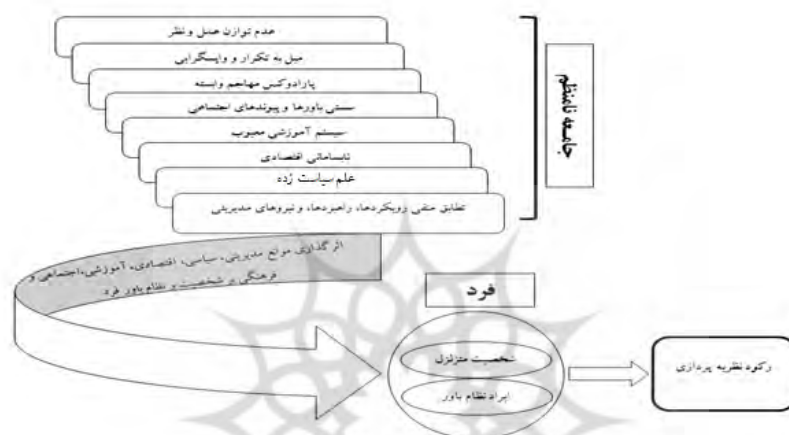 عدم توازن عمل و نظر
میل به تکرار و واپسگرایی
پارادوکس مهاجم وابسته
سستی باورها و پیوندهای اجتماعی
سیستم آموزشی معیوب
نابسامانی اقتصادی
علم سیاست زده
تطابق منفی رویکردها، راهبردها، و نیروهای مدیریتی
جامعه نامنظم
اثرگذاری موانع مدیریتی، سیاسی، اقتصادی، آموزشی، اجتماعی و
فرهنگی بر شخصیت و نظام باور فرد
فرد
شخصیت متزلزل
ایراد نظام باور
رکود نظریه پردازی